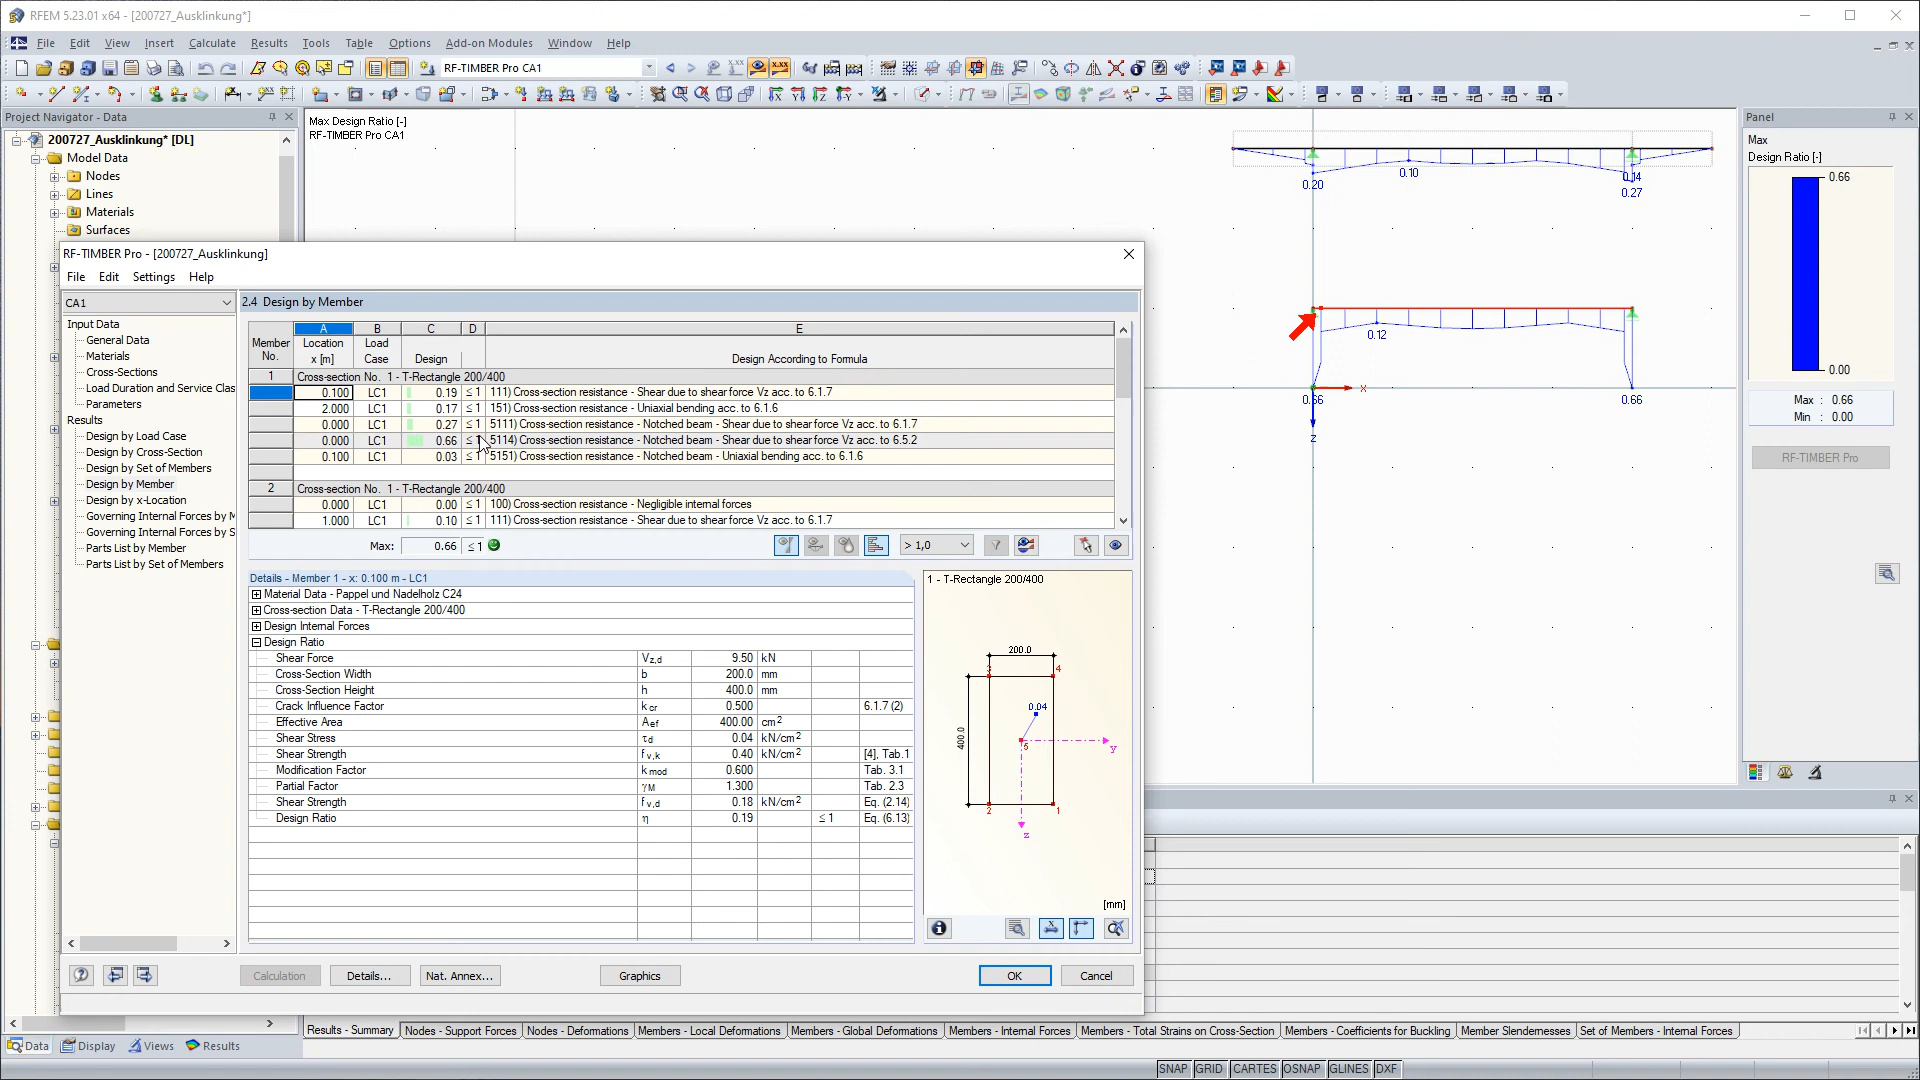 RFEM 5.23.01 x64 - [200727_Ausklinkung*]
File Edit View Insert Calculate Results Tools Table Options Add-on Modules Window Help
RF-TIMBER Pro CA1
Project Navigator - Data
200727_Ausklinkung* [DL]
Model Data
Nodes
Lines
Materials
Surfaces
Max Design Ratio [-]
RF-TIMBER Pro CA1
0.20
0.10
0.14
0.27
0.12
0.66
0.66
x
z
Panel
Max
Design Ratio [-]
0.66
0.00
Max : 0.66
Min : 0.00
RF-TIMBER Pro
RF-TIMBER Pro - [200727_Ausklinkung]
File Edit Settings Help
CA1
Input Data
General Data
Materials
Cross-Sections
Load Duration and Service Clas
Parameters
Results
Design by Load Case
Design by Cross-Section
Design by Set of Members
Design by Member
Design by x-Location
Governing Internal Forces by M
Governing Internal Forces by S
Parts List by Member
Parts List by Set of Members
2.4 Design by Member
A B C D E
Member No. Location x [m] Load Case Design Design According to Formula
1 Cross-section No. 1 - T-Rectangle 200/400
0.100 LC1 0.19 ≤ 1 111) Cross-section resistance - Shear due to shear force Vz acc. to 6.1.7
2.000 LC1 0.17 ≤ 1 151) Cross-section resistance - Uniaxial bending acc. to 6.1.6
0.000 LC1 0.27 ≤ 1 5111) Cross-section resistance - Notched beam - Shear due to shear force Vz acc. to 6.1.7
0.000 LC1 0.66 ≤ 1 5114) Cross-section resistance - Notched beam - Shear due to shear force Vz acc. to 6.5.2
0.100 LC1 0.03 ≤ 1 5151) Cross-section resistance - Notched beam - Uniaxial bending acc. to 6.1.6
2 Cross-section No. 1 - T-Rectangle 200/400
0.000 LC1 0.00 ≤ 1 100) Cross-section resistance - Negligible internal forces
1.000 LC1 0.10 ≤ 1 111) Cross-section resistance - Shear due to shear force Vz acc. to 6.1.7
Max: 0.66 ≤ 1
> 1,0
Details - Member 1 - x: 0.100 m - LC1
Material Data - Pappel und Nadelholz C24
Cross-section Data - T-Rectangle 200/400
Design Internal Forces
Design Ratio
Shear Force Vz,d 9.50 kN
Cross-Section Width b 200.0 mm
Cross-Section Height h 400.0 mm
Crack Influence Factor kcr 0.500 6.1.7 (2)
Effective Area Aef 400.00 cm2
Shear Stress τd 0.04 kN/cm2
Shear Strength fv,k 0.40 kN/cm2 [4], Tab.1
Modification Factor kmod 0.600 Tab. 3.1
Partial Factor γM 1.300 Tab. 2.3
Shear Strength fv,d 0.18 kN/cm2 Eq. (2.14)
Design Ratio η 0.19 ≤ 1 Eq. (6.13)
1 - T-Rectangle 200/400
200.0
3
4
0.04
400.0
5
y
2
1
z
[mm]
Calculation Details... Nat. Annex... Graphics OK Cancel
Results - Summary Nodes - Support Forces Nodes - Deformations Members - Local Deformations Members - Global Deformations Members - Internal Forces Members - Total Strains on Cross-Section Members - Coefficients for Buckling Member Slendernesses Set of Members - Internal Forces
Data Display Views Results
SNAP GRID CARTES OSNAP GLINES DXF